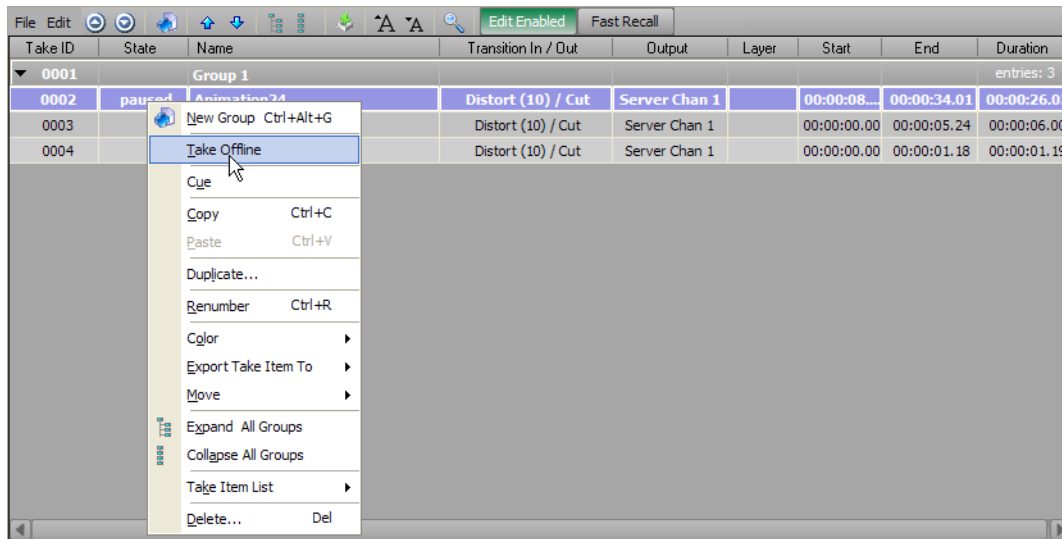 File Edit Edit Enabled Fast Recall
Take ID State Name Transition In / Out Output Layer Start End Duration
0001 Group 1 entries: 3
0002 paused Animation24 Distort (10) / Cut Server Chan 1 00:00:08.... 00:00:34.01 00:00:26.0
0003 Distort (10) / Cut Server Chan 1 00:00:00.00 00:00:05.24 00:00:06.00
0004 Distort (10) / Cut Server Chan 1 00:00:00.00 00:00:01.18 00:00:01.19
New Group Ctrl+Alt+G
Take Offline
Cue
Copy Ctrl+C
Paste Ctrl+V
Duplicate...
Renumber Ctrl+R
Color
Export Take Item To
Move
Expand All Groups
Collapse All Groups
Take Item List
Delete... Del